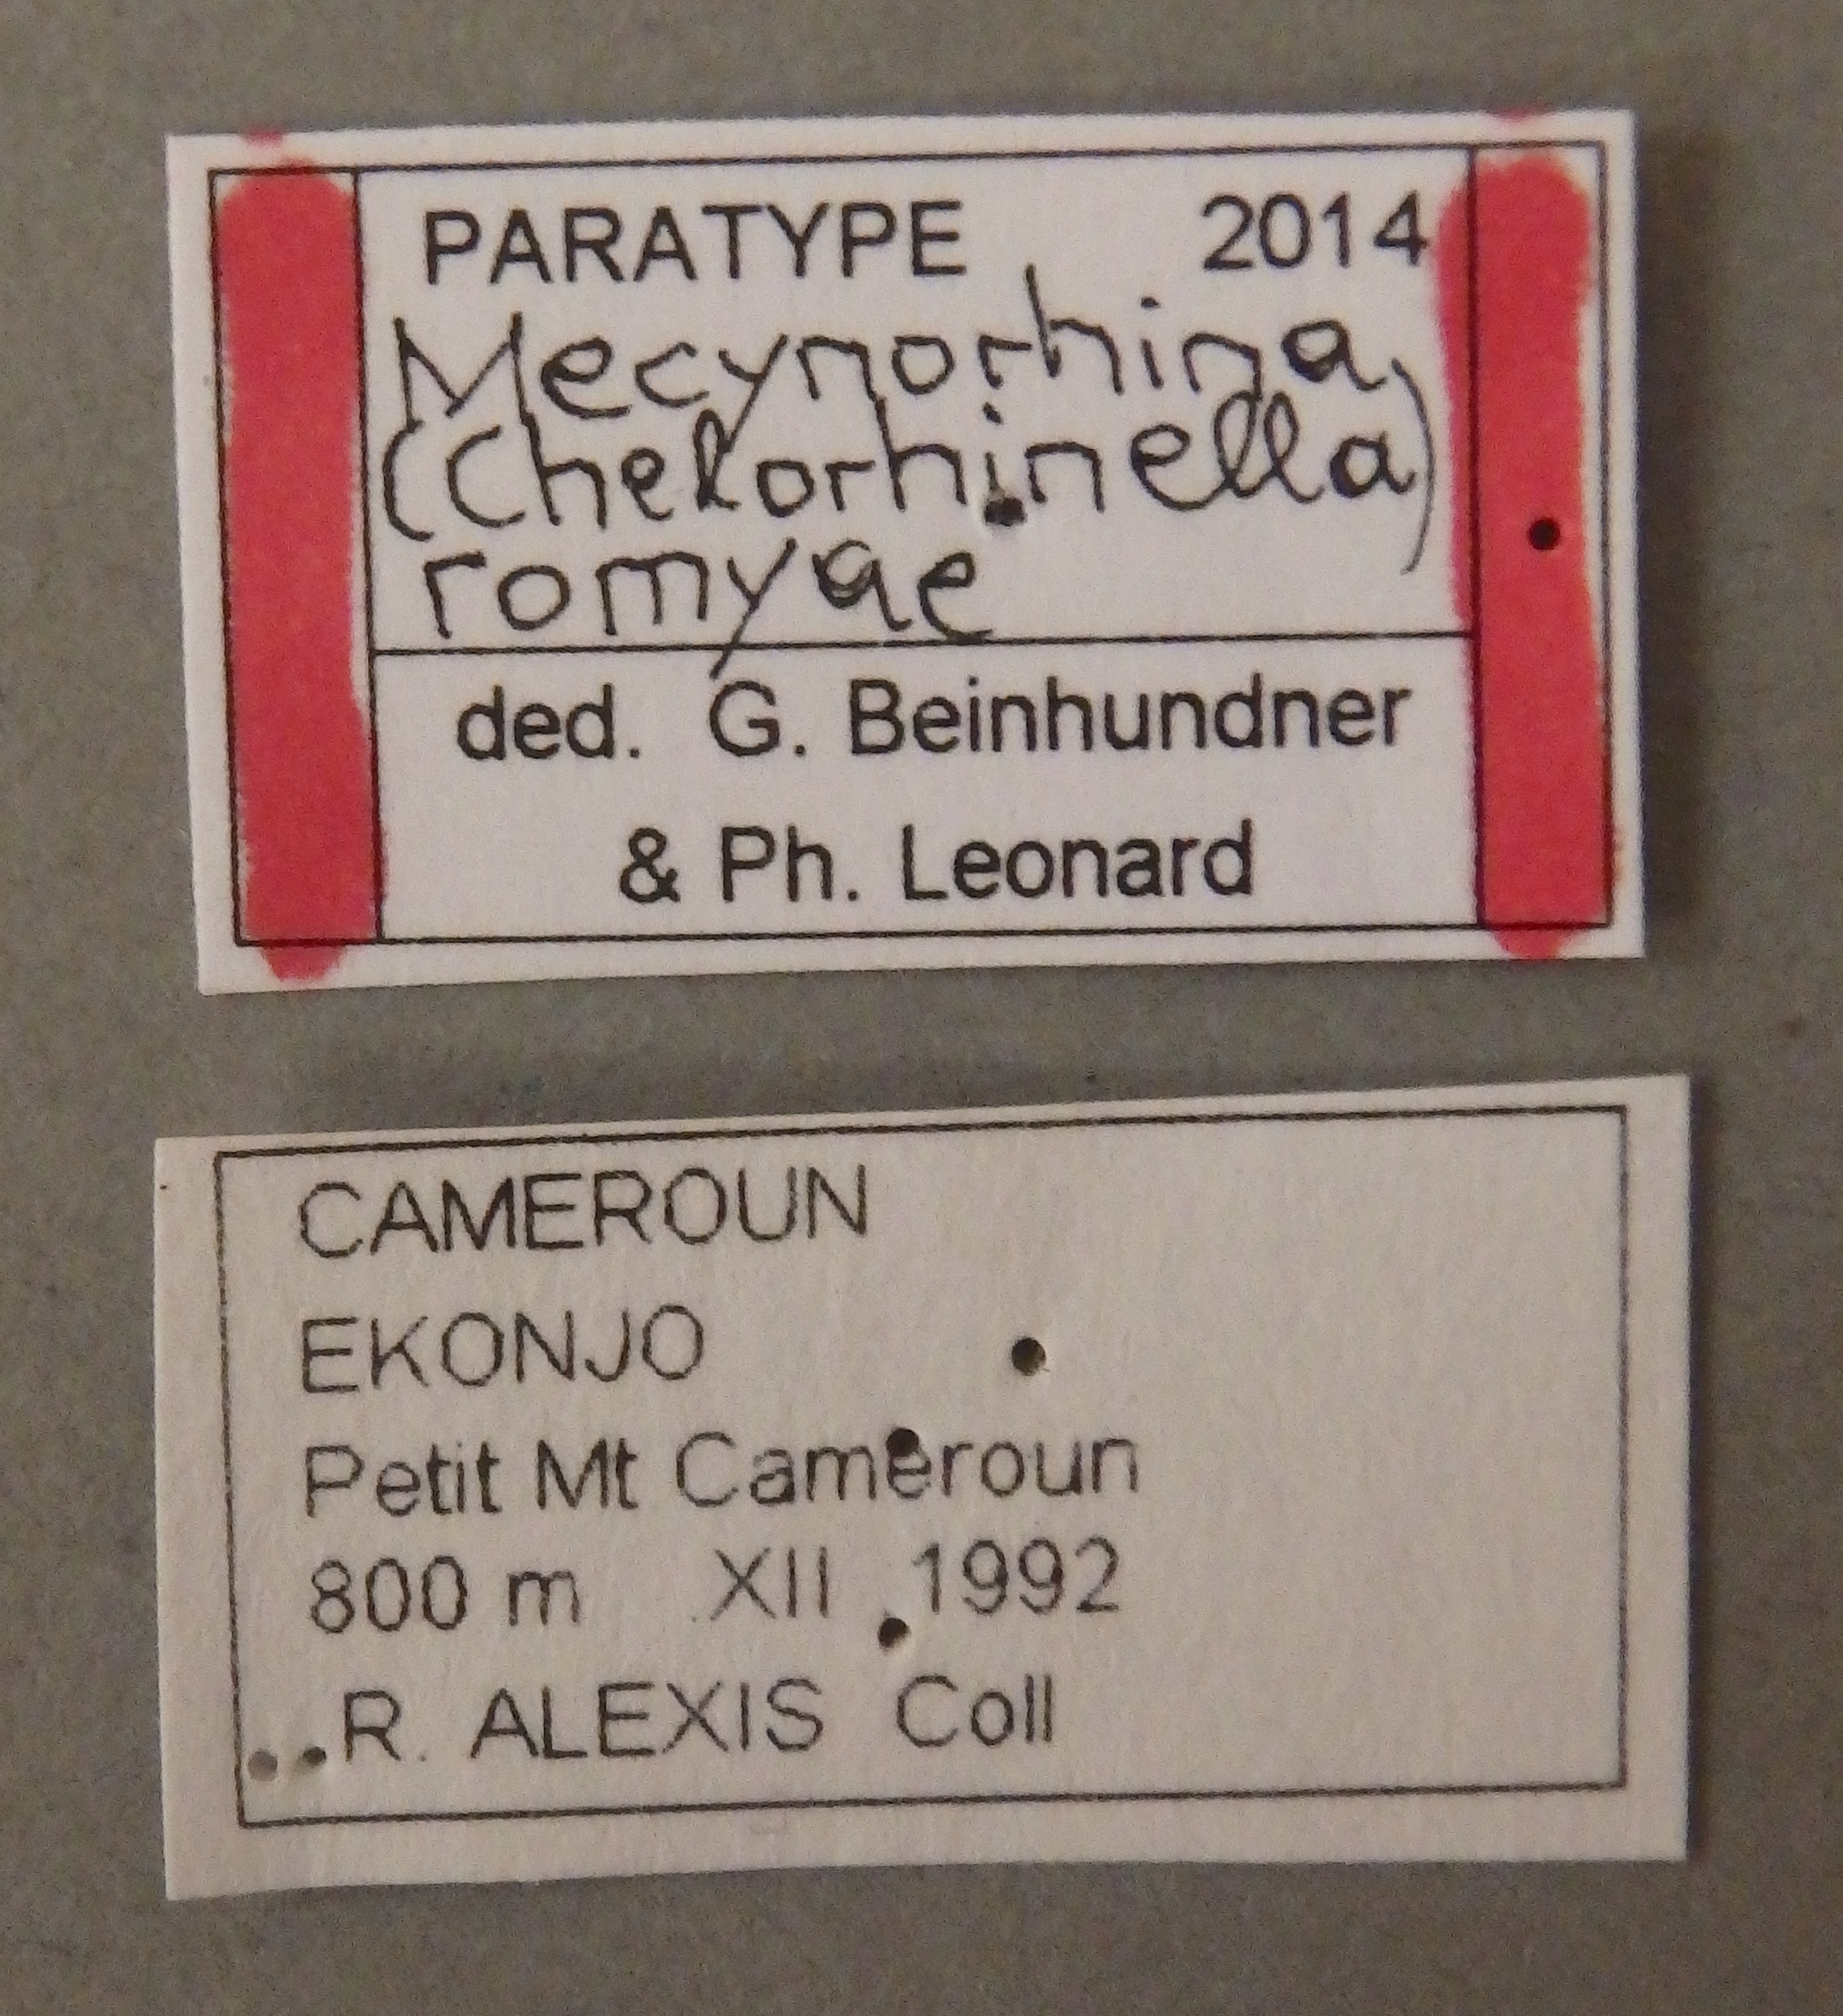 PARATYPE 2014
Mecynorhina
(Chelorhinella)
romyae
ded. G. Beinhundner
& Ph. Leonard
CAMEROUN
EKONJO
Petit Mt Cameroun
800 m XII 1992
R. ALEXIS Coll